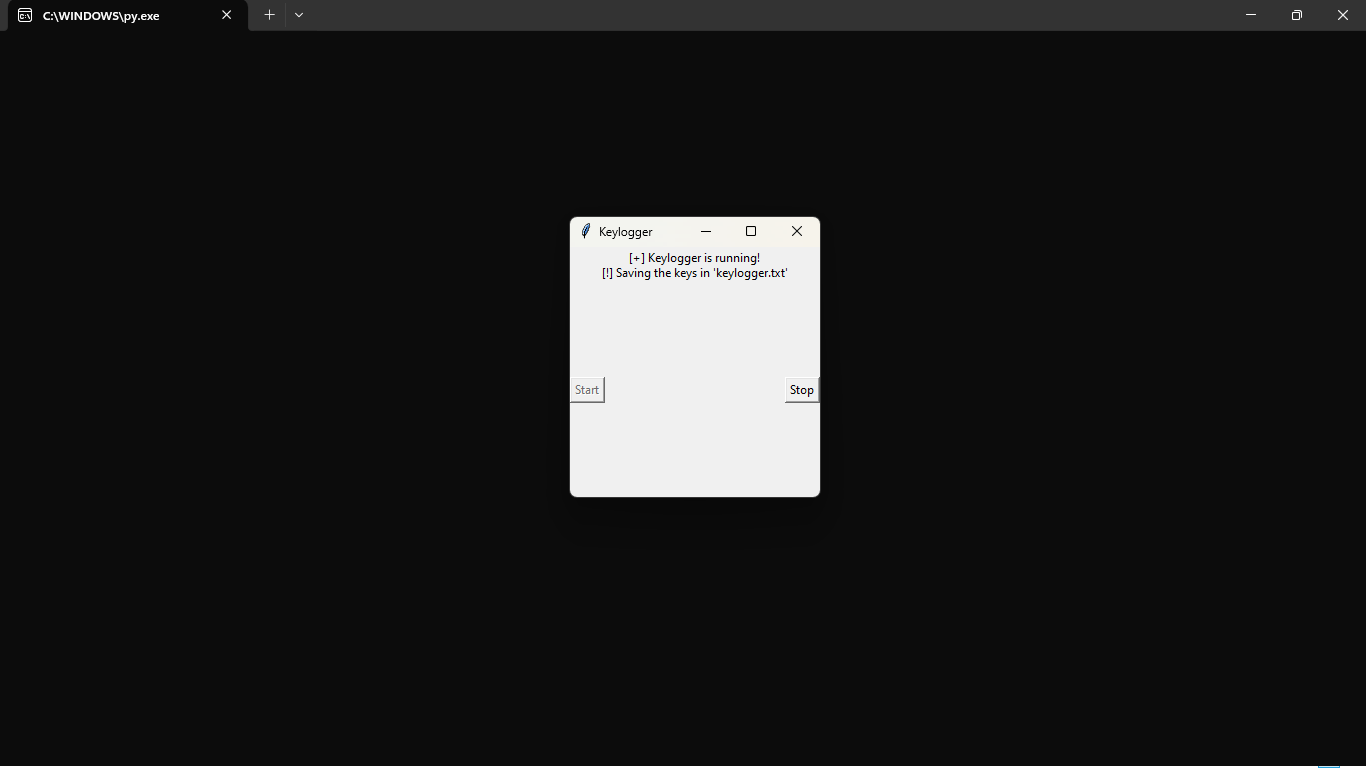 C:\WINDOWS\py.exe
Keylogger
[+] Keylogger is running!
[!] Saving the keys in 'keylogger.txt'
Start
Stop